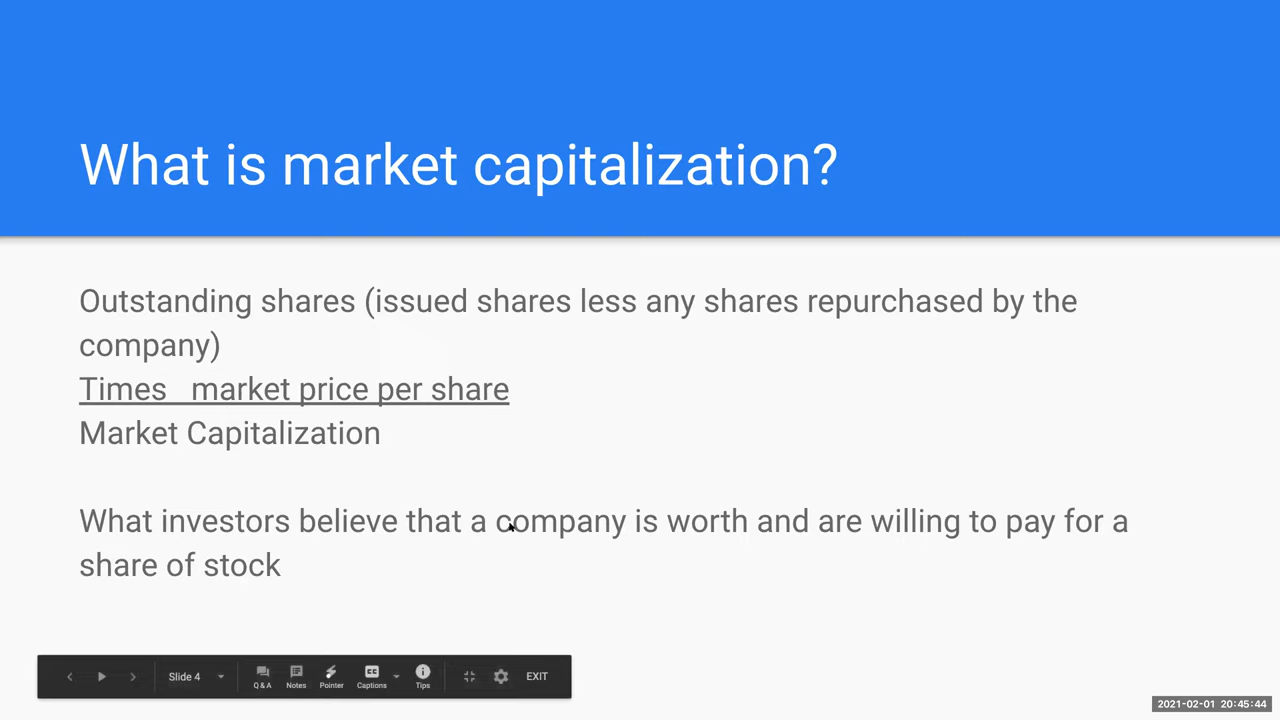 What is market capitalization?
Outstanding shares (issued shares less any shares repurchased by the
company)
Times   market price per share
Market Capitalization
What investors believe that a company is worth and are willing to pay for a
share of stock
Slide 4
Q & A
Notes
Pointer
CC
Captions
Tips
EXIT
2021-02-01 20:45:44